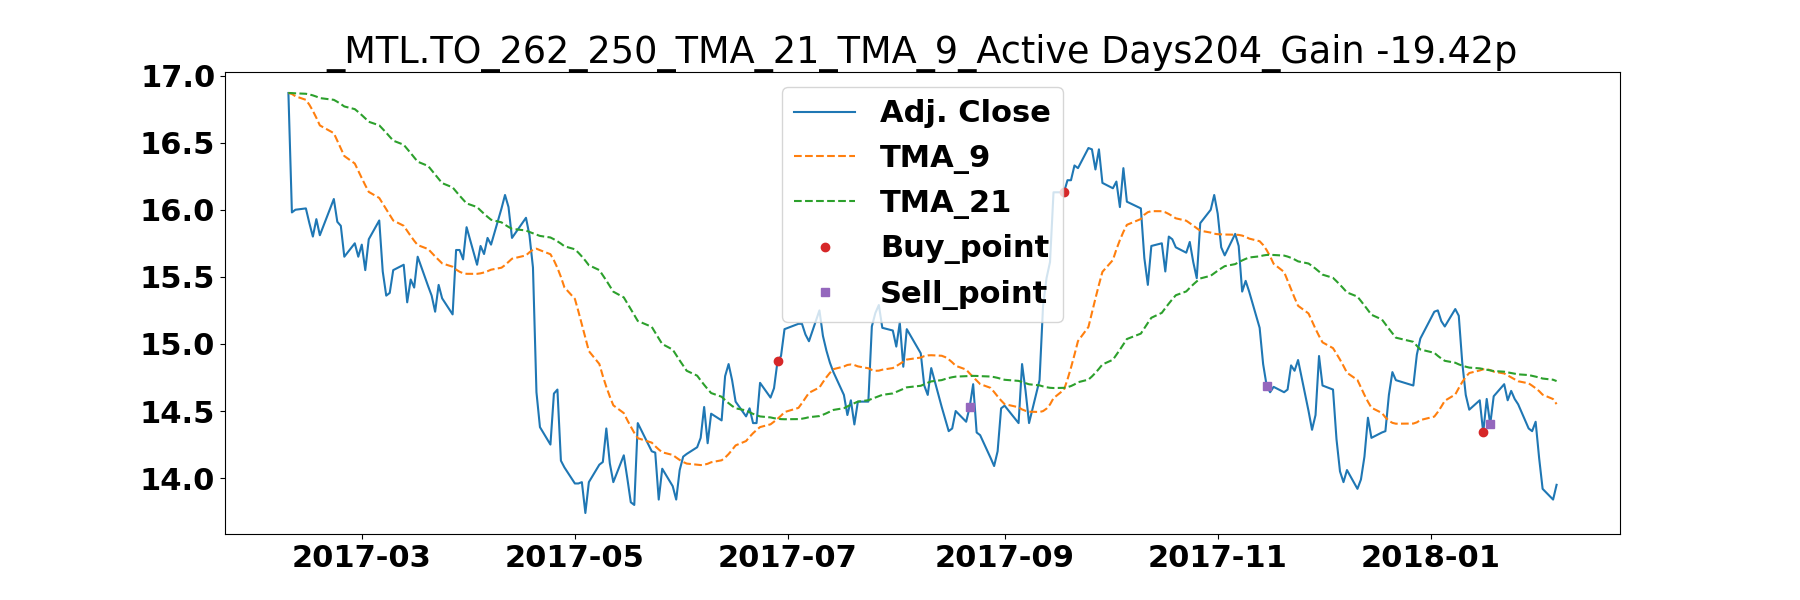 _MTL.TO_262_250_TMA_21_TMA_9_Active Days204_Gain -19.42p
17.0
16.5
16.0
15.5
15.0
14.5
14.0
Adj. Close
TMA_9
TMA_21
Buy_point
Sell_point
2017-03 2017-05 2017-07 2017-09 2017-11 2018-01